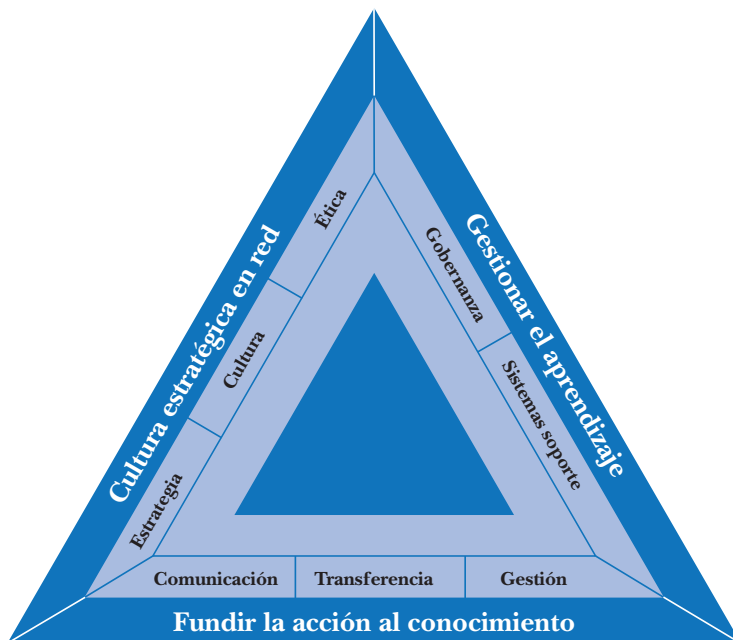 Cultura estratégica en red
Ética
Cultura
Estrategia
Gestionar el aprendizaje
Gobernanza
Sistemas soporte
Comunicación
Transferencia
Gestión
Fundir la acción al conocimiento